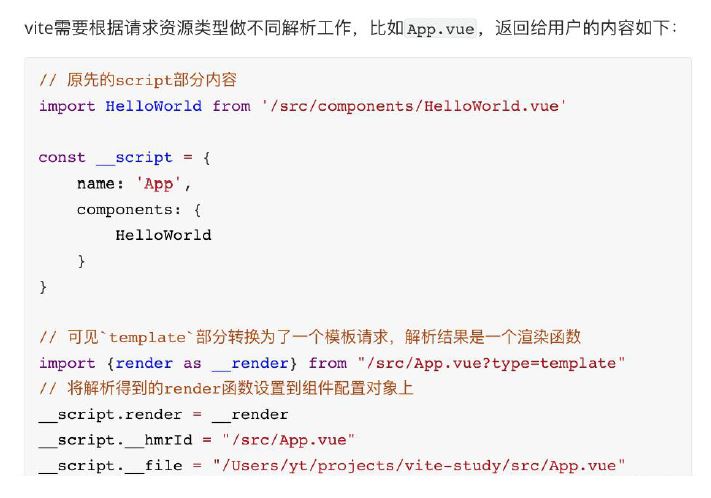 vite需要根据请求资源类型做不同解析工作，比如App.vue，返回给用户的内容如下：
// 原先的script部分内容
import HelloWorld from '/src/components/HelloWorld.vue'
const __script = {
    name: 'App',
    components: {
        HelloWorld
    }
}
// 可见`template`部分转换为了一个模板请求，解析结果是一个渲染函数
import {render as __render} from "/src/App.vue?type=template"
// 将解析得到的render函数设置到组件配置对象上
__script.render = __render
__script.__hmrId = "/src/App.vue"
__script.__file = "/Users/yt/projects/vite-study/src/App.vue"